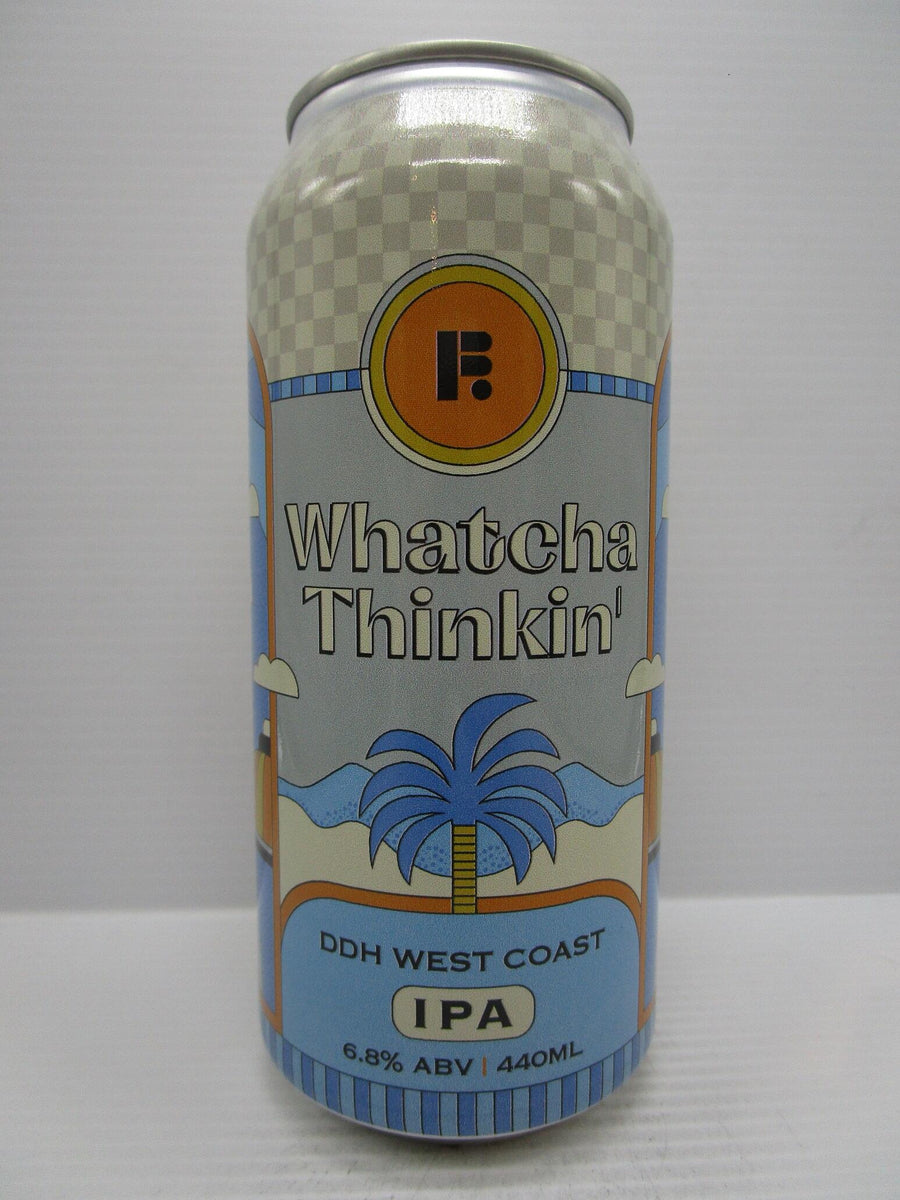 F.
Whatcha
Thinkin'
DDH WEST COAST
IPA
6.8% ABV | 440ML